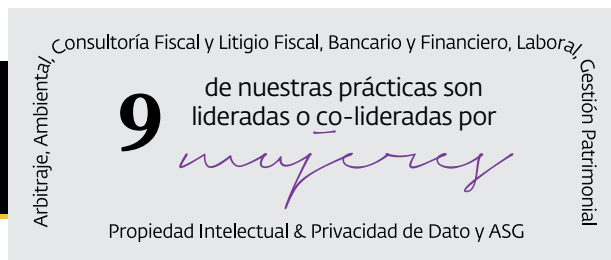 Arbitraje, Ambiental, Consultoría Fiscal y Litigio Fiscal, Bancario y Financiero, Laboral, Gestión Patrimonial
9
de nuestras prácticas son
lideradas o co-lideradas por
mujeres
Propiedad Intelectual & Privacidad de Dato y ASG